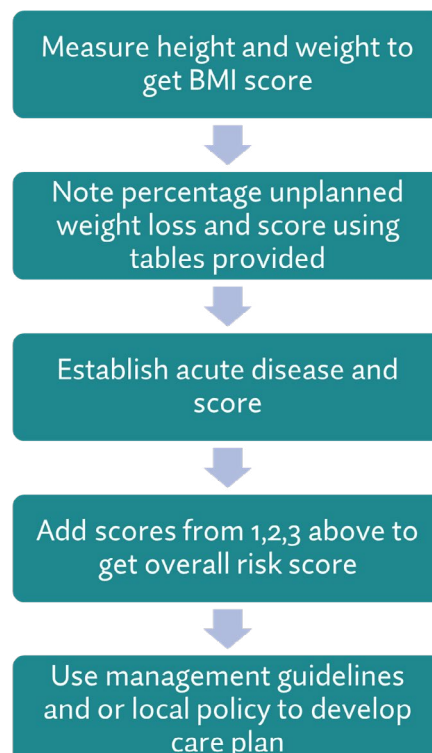 Measure height and weight to
get BMI score
Note percentage unplanned
weight loss and score using
tables provided
Establish acute disease and
score
Add scores from 1,2,3 above to
get overall risk score
Use management guidelines
and or local policy to develop
care plan